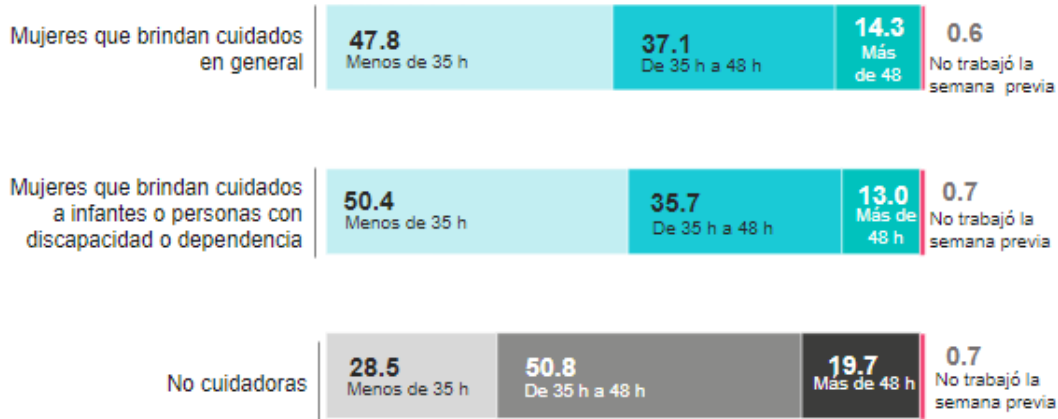 Mujeres que brindan cuidados
en general
47.8
Menos de 35 h
37.1
De 35 h a 48 h
14.3
Más
de 48
0.6
No trabajó la
semana previa
Mujeres que brindan cuidados
a infantes o personas con
discapacidad o dependencia
50.4
Menos de 35 h
35.7
De 35 h a 48 h
13.0
Más de
48 h
0.7
No trabajó la
semana previa
No cuidadoras
28.5
Menos de 35 h
50.8
De 35 h a 48 h
19.7
Más de 48 h
0.7
No trabajó la
semana previa